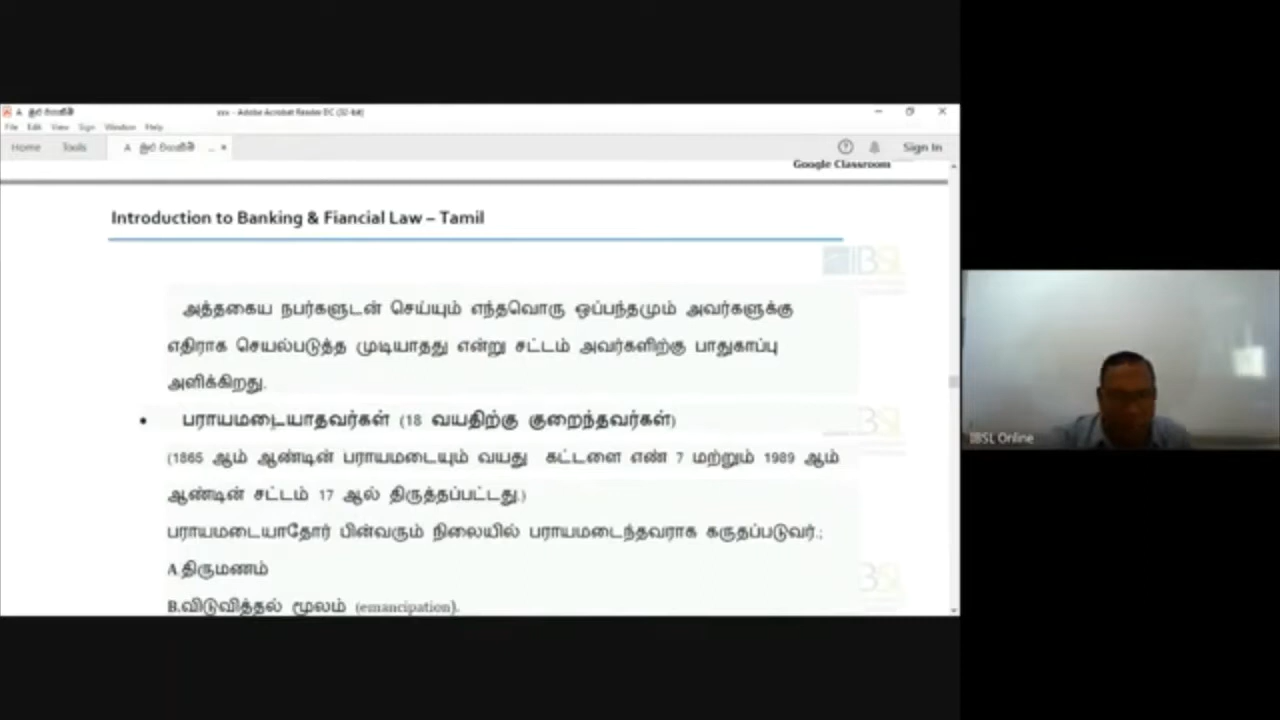 xxx - Adobe Acrobat Reader DC (32-bit)
File Edit View Sign Window Help
Home Tools A ... × Sign In
Google Classroom
Introduction to Banking & Fiancial Law – Tamil
IBSL
அத்தகைய நபர்களுடன் செய்யும் எந்தவொரு ஒப்பந்தமும் அவர்களுக்கு
எதிராக செயல்படுத்த முடியாதது என்று சட்டம் அவர்களிற்கு பாதுகாப்பு
அளிக்கிறது.
• பராயமடையாதவர்கள் (18 வயதிற்கு குறைந்தவர்கள்)
(1865 ஆம் ஆண்டின் பராயமடையும் வயது கட்டளை எண் 7 மற்றும் 1989 ஆம்
ஆண்டின் சட்டம் 17 ஆல் திருத்தப்பட்டது.)
பராயமடையாதோர் பின்வரும் நிலையில் பராயமடைந்தவராக கருதப்படுவர்.;
A.திருமணம்
B.விடுவித்தல் மூலம் (emancipation).
IBSL Online